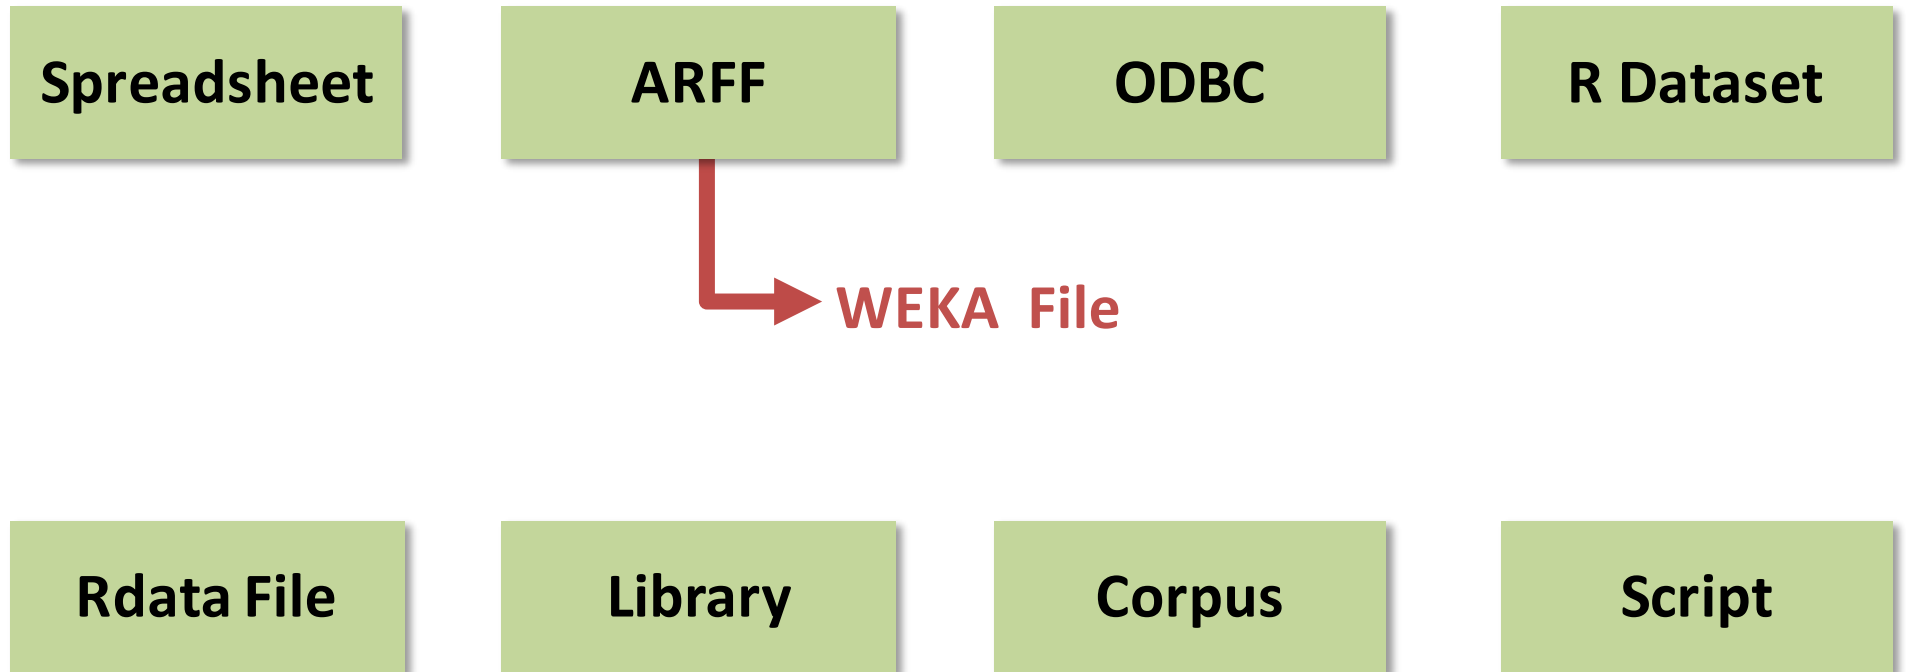 Spreadsheet
ARFF
ODBC
R Dataset
WEKA File
Rdata File
Library
Corpus
Script